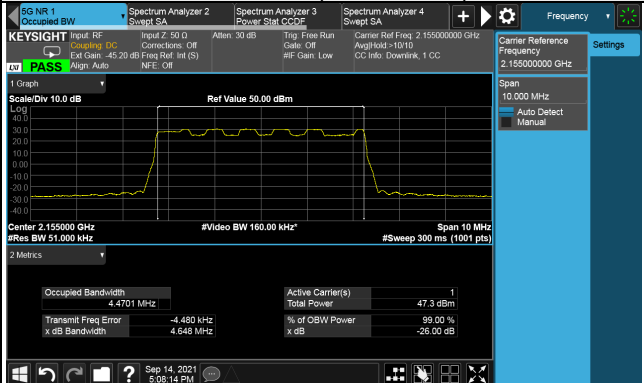 5G NR 1
Occupied BW
Spectrum Analyzer 2
Swept SA
Spectrum Analyzer 3
Power Stat CCDF
Spectrum Analyzer 4
Swept SA
Frequency
KEYSIGHT
Input: RF
Coupling: DC
Ext Gain: -45.20 dB
Align: Auto
Input Z: 50 Ω
Corrections: Off
Freq Ref: Int (S)
NFE: Off
Atten: 30 dB
Trig: Free Run
Gate: Off
#IF Gain: Low
Carrier Ref Freq: 2.155000000 GHz
Avg|Hold:>10/10
CC Info: Downlink, 1 CC
LXI PASS
Carrier Reference
Frequency
2.155000000 GHz
Settings
Span
10.000 MHz
Auto Detect
Manual
1 Graph
Scale/Div 10.0 dB
Ref Value 50.00 dBm
Log
40.0
30.0
20.0
10.0
0.00
-10.0
-20.0
-30.0
-40.0
Center 2.155000 GHz
#Video BW 160.00 kHz*
Span 10 MHz
#Res BW 51.000 kHz
#Sweep 300 ms (1001 pts)
2 Metrics
Occupied Bandwidth
4.4701 MHz
Transmit Freq Error -4.480 kHz
x dB Bandwidth 4.648 MHz
Active Carrier(s) 1
Total Power 47.3 dBm
% of OBW Power 99.00 %
x dB -26.00 dB
Sep 14, 2021
5:08:14 PM